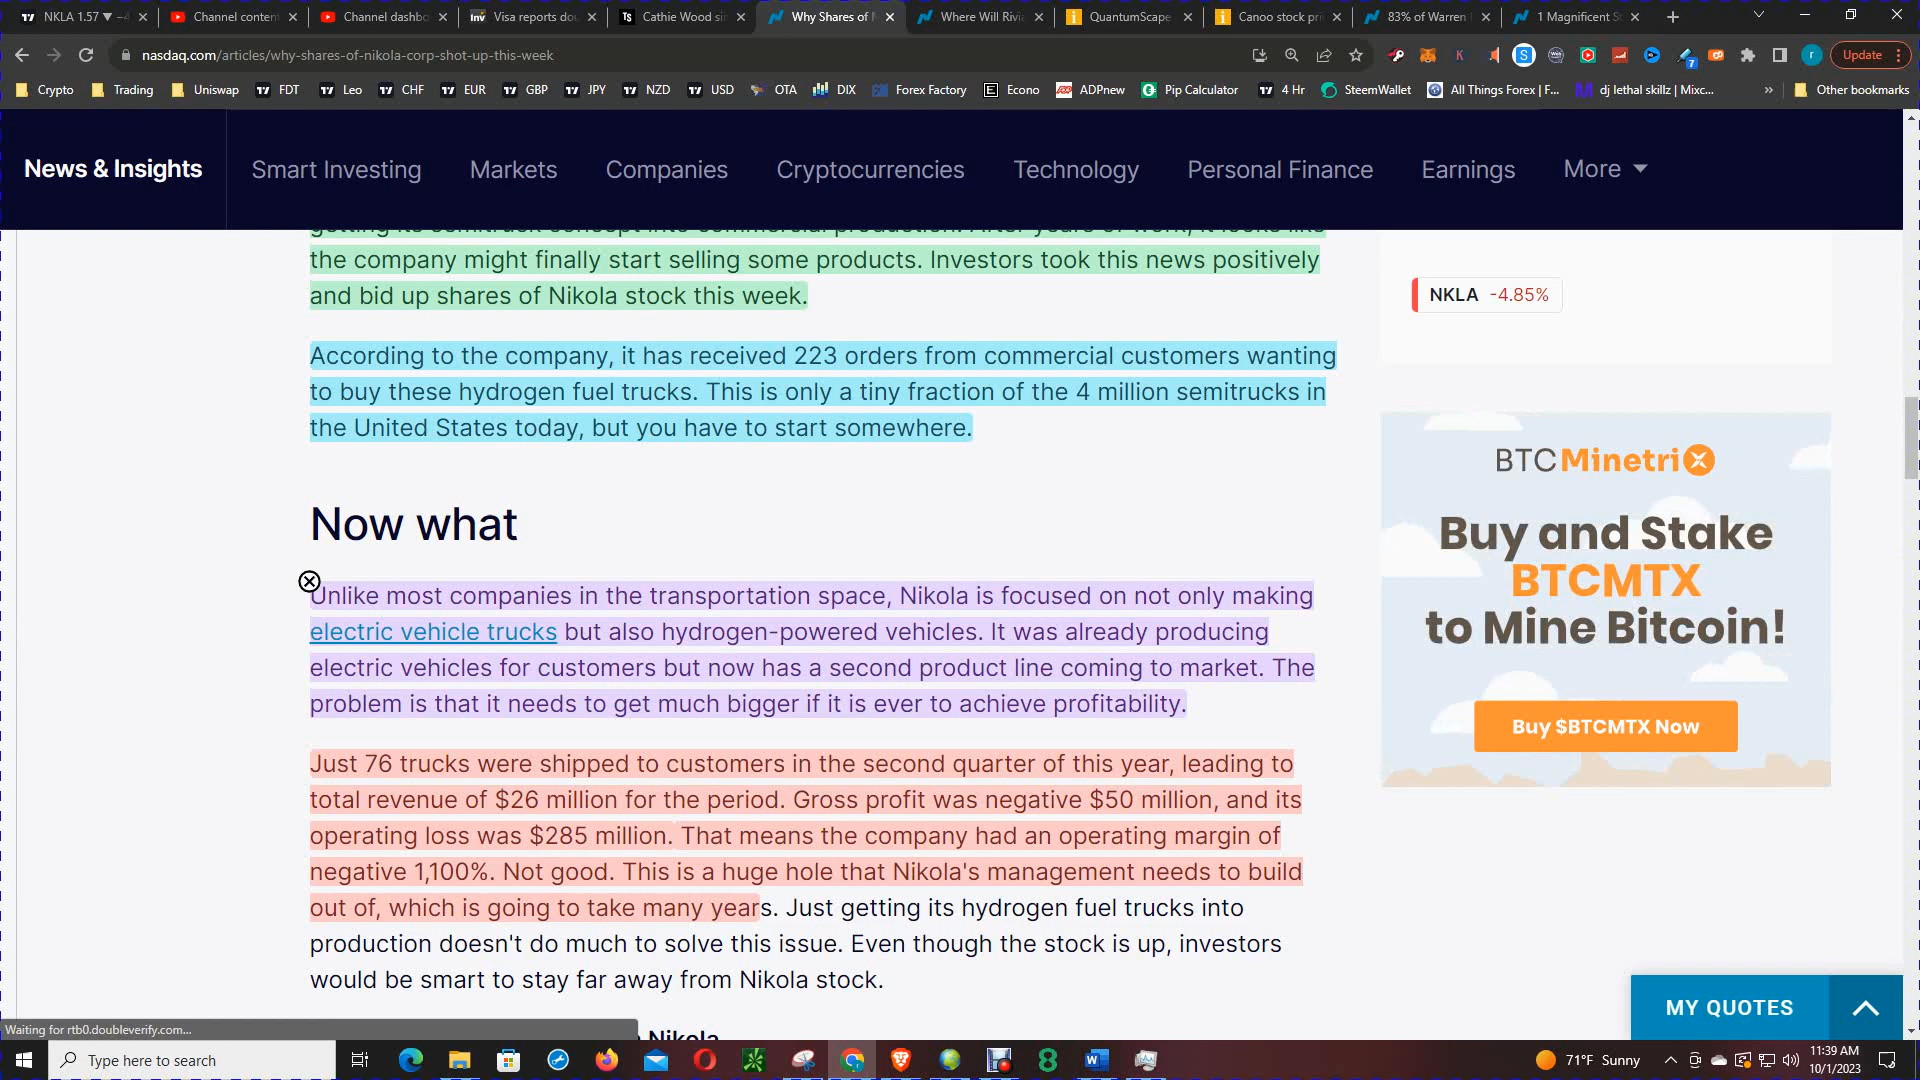 NKLA 1.57 ▼ −4
Channel conten
Channel dashbo
Visa reports dou
Cathie Wood si
Why Shares of N
Where Will Rivia
QuantumScape
Canoo stock pri
83% of Warren
1 Magnificent S
nasdaq.com/articles/why-shares-of-nikola-corp-shot-up-this-week
Update
Crypto
Trading
Uniswap
FDT
Leo
CHF
EUR
GBP
JPY
NZD
USD
OTA
DIX
Forex Factory
Econo
ADPnew
Pip Calculator
4 Hr
SteemWallet
All Things Forex | F...
dj lethal skillz | Mixc...
»
Other bookmarks
News & Insights
Smart Investing
Markets
Companies
Cryptocurrencies
Technology
Personal Finance
Earnings
More
getting its semitruck concept into commercial production. After years of work, it looks like
the company might finally start selling some products. Investors took this news positively
and bid up shares of Nikola stock this week.
According to the company, it has received 223 orders from commercial customers wanting
to buy these hydrogen fuel trucks. This is only a tiny fraction of the 4 million semitrucks in
the United States today, but you have to start somewhere.
Now what
Unlike most companies in the transportation space, Nikola is focused on not only making
electric vehicle trucks but also hydrogen-powered vehicles. It was already producing
electric vehicles for customers but now has a second product line coming to market. The
problem is that it needs to get much bigger if it is ever to achieve profitability.
Just 76 trucks were shipped to customers in the second quarter of this year, leading to
total revenue of $26 million for the period. Gross profit was negative $50 million, and its
operating loss was $285 million. That means the company had an operating margin of
negative 1,100%. Not good. This is a huge hole that Nikola's management needs to build
out of, which is going to take many years. Just getting its hydrogen fuel trucks into
production doesn't do much to solve this issue. Even though the stock is up, investors
would be smart to stay far away from Nikola stock.
Nikola
NKLA -4.85%
BTCMinetriX
Buy and Stake
BTCMTX
to Mine Bitcoin!
Buy $BTCMTX Now
MY QUOTES
Waiting for rtb0.doubleverify.com...
Type here to search
71°F Sunny
11:39 AM
10/1/2023